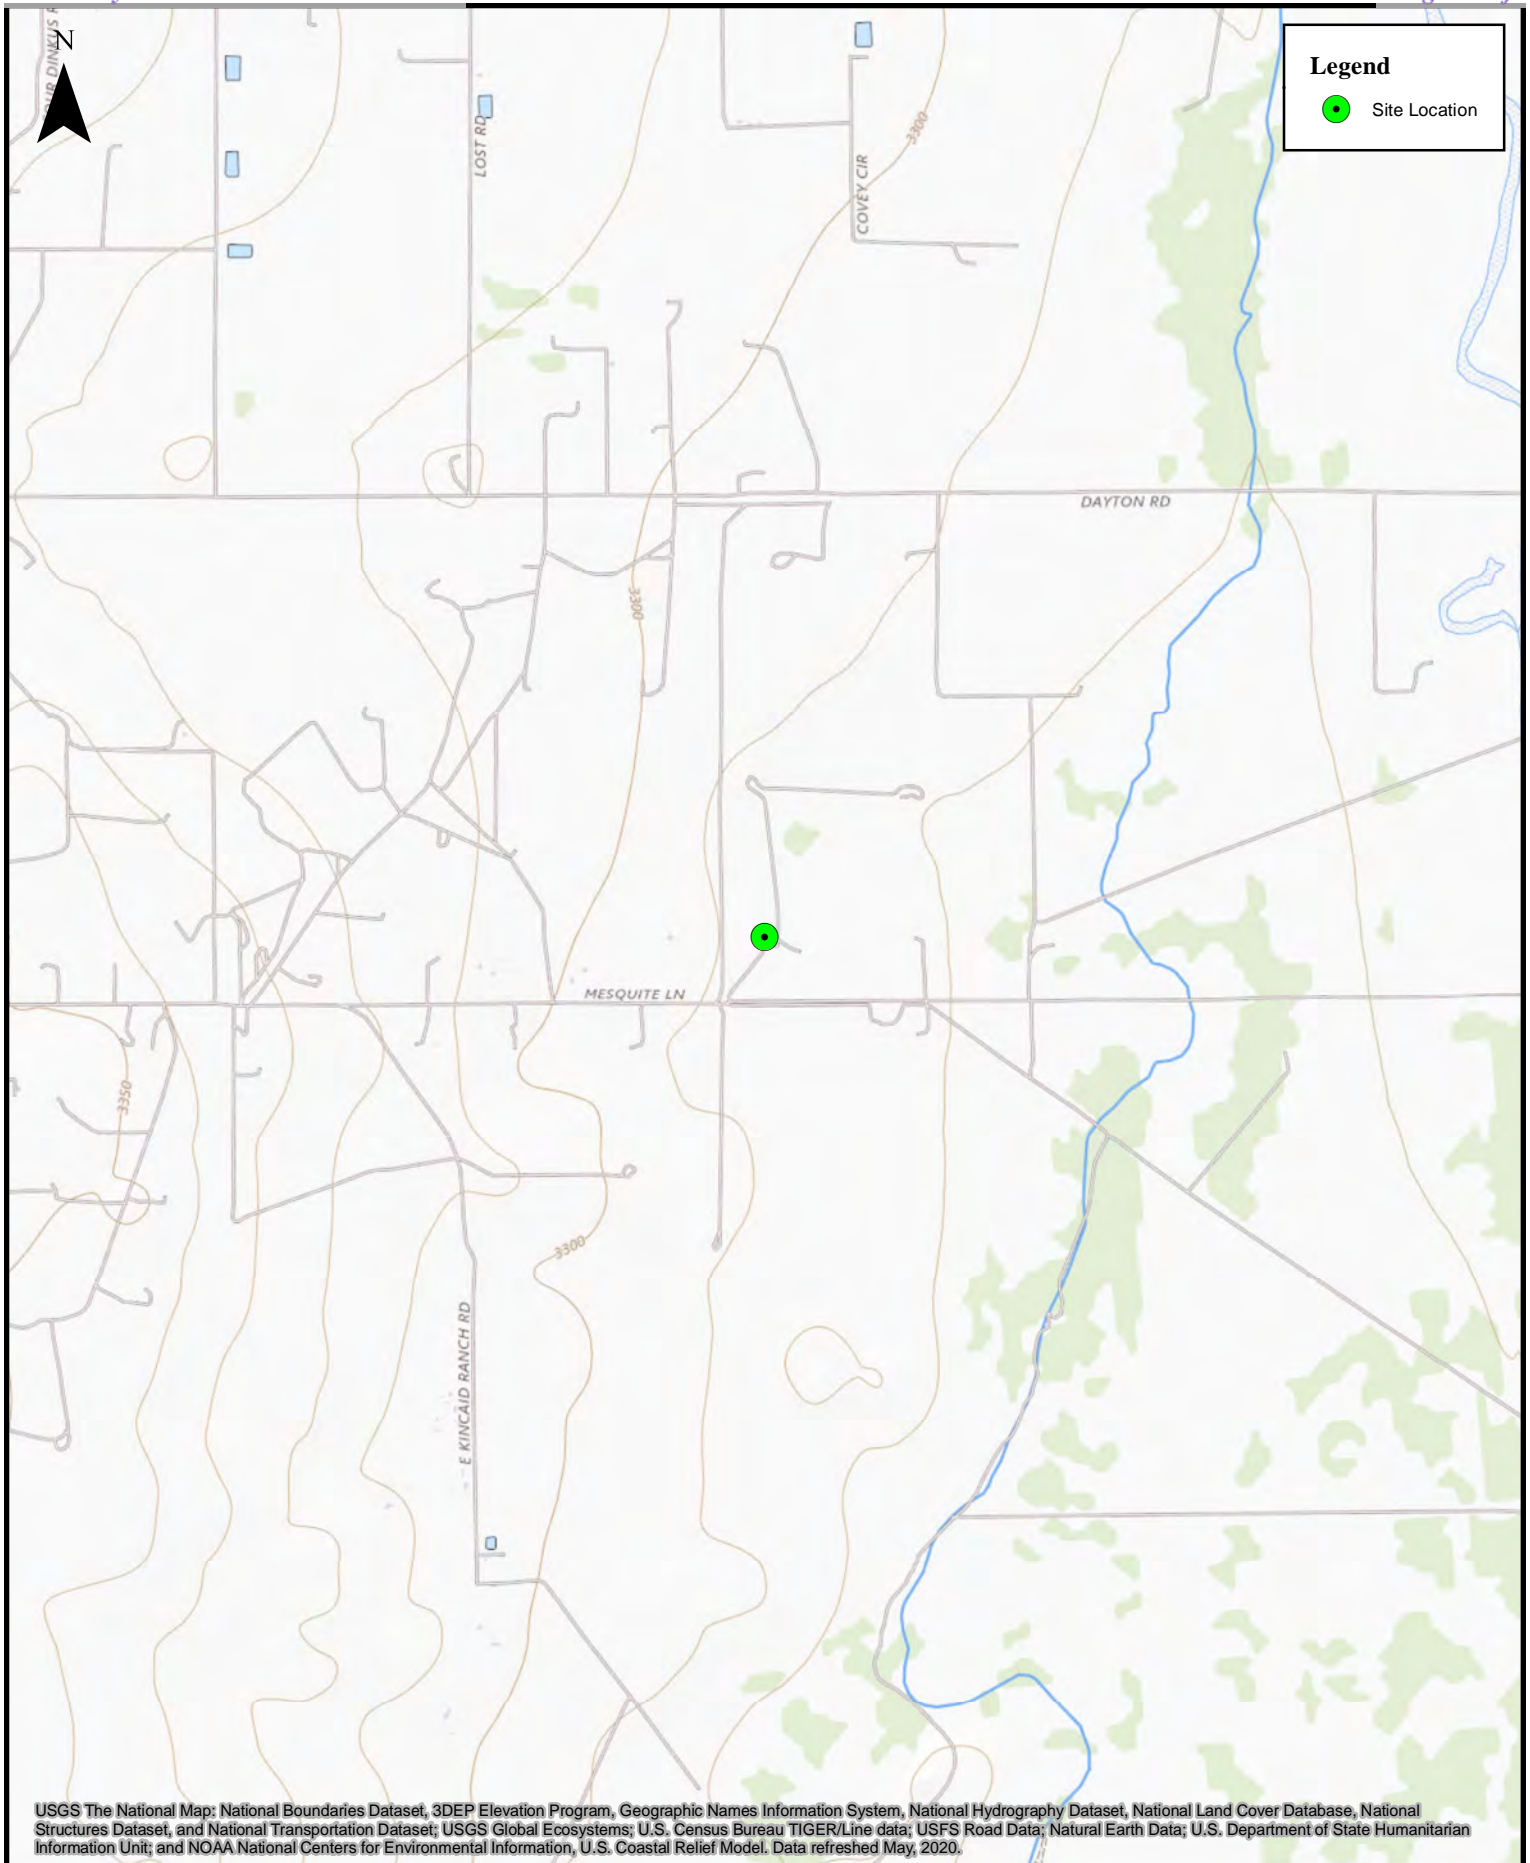 N
Legend
Site Location
LOST RD
COVEY CIR
3300
DAYTON RD
3300
MESQUITE LN
3350
3300
E KINCAID RANCH RD
USGS The National Map: National Boundaries Dataset, 3DEP Elevation Program, Geographic Names Information System, National Hydrography Dataset, National Land Cover Database, National
Structures Dataset, and National Transportation Dataset; USGS Global Ecosystems; U.S. Census Bureau TIGER/Line data; USFS Road Data; Natural Earth Data; U.S. Department of State Humanitarian
Information Unit; and NOAA National Centers for Environmental Information, U.S. Coastal Relief Model. Data refreshed May, 2020.